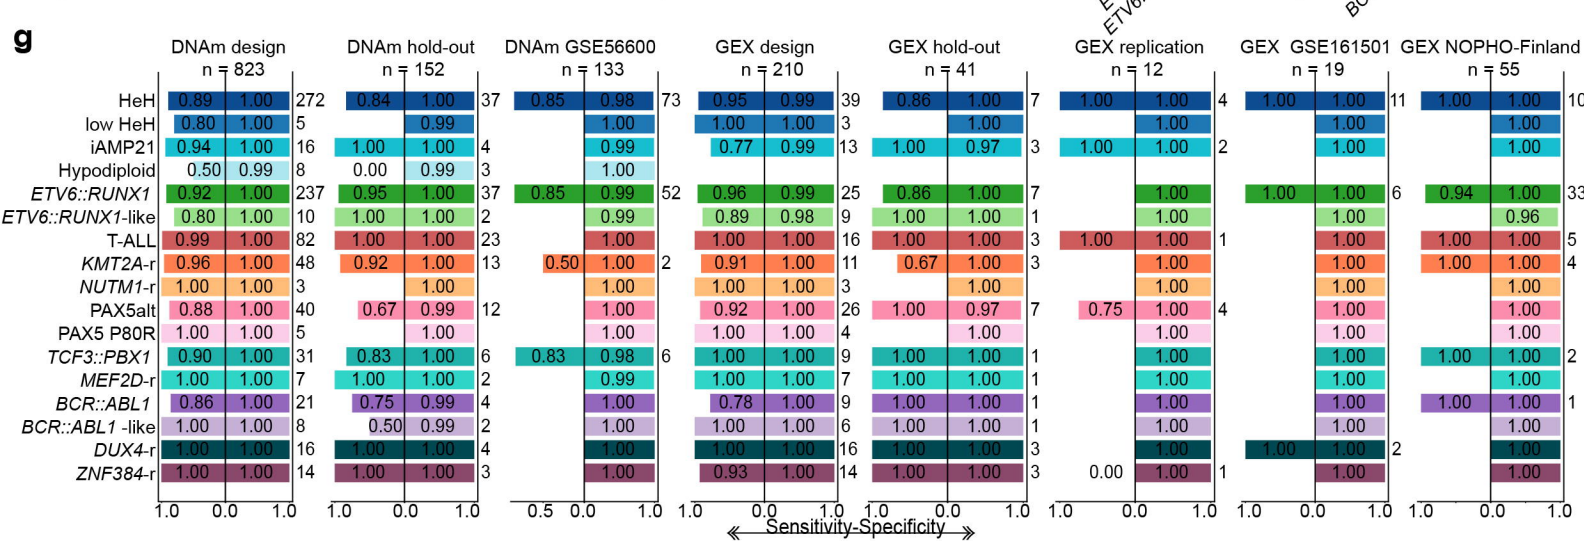 g
ETV6:
BC
DNAm design DNAm hold-out DNAm GSE56600 GEX design GEX hold-out GEX replication GEX GSE161501 GEX NOPHO-Finland
n = 823 n = 152 n = 133 n = 210 n = 41 n = 12 n = 19 n = 55
HeH 0.89 1.00 272 0.84 1.00 37 0.85 0.98 73 0.95 0.99 39 0.86 1.00 7 1.00 1.00 4 1.00 1.00 11 1.00 1.00 10
low HeH 0.80 1.00 5 0.99 1.00 1.00 1.00 3 1.00 1.00 1.00 1.00
iAMP21 0.94 1.00 16 1.00 1.00 4 0.99 0.77 0.99 13 1.00 0.97 3 1.00 1.00 2 1.00 1.00
Hypodiploid 0.50 0.99 8 0.00 0.99 3 1.00
ETV6::RUNX1 0.92 1.00 237 0.95 1.00 37 0.85 0.99 52 0.96 0.99 25 0.86 1.00 7 1.00 1.00 1.00 6 0.94 1.00 33
ETV6::RUNX1-like 0.80 1.00 10 1.00 1.00 2 0.99 0.89 0.98 9 1.00 1.00 1 1.00 1.00 0.96
T-ALL 0.99 1.00 82 1.00 1.00 23 1.00 1.00 1.00 16 1.00 1.00 3 1.00 1.00 1 1.00 1.00 1.00 5
KMT2A-r 0.96 1.00 48 0.92 1.00 13 0.50 1.00 2 0.91 1.00 11 0.67 1.00 3 1.00 1.00 1.00 1.00 4
NUTM1-r 1.00 1.00 3 1.00 1.00 1.00 1.00 3 1.00 1.00 1.00 1.00
PAX5alt 0.88 1.00 40 0.67 0.99 12 1.00 0.92 1.00 26 1.00 0.97 7 0.75 1.00 4 1.00 1.00
PAX5 P80R 1.00 1.00 5 1.00 1.00 1.00 1.00 4 1.00 1.00 1.00 1.00
TCF3::PBX1 0.90 1.00 31 0.83 1.00 6 0.83 0.98 6 1.00 1.00 9 1.00 1.00 1 1.00 1.00 1.00 1.00 2
MEF2D-r 1.00 1.00 7 1.00 1.00 2 0.99 1.00 1.00 7 1.00 1.00 1 1.00 1.00 1.00
BCR::ABL1 0.86 1.00 21 0.75 0.99 4 1.00 0.78 1.00 9 1.00 1.00 1 1.00 1.00 1.00 1.00 1
BCR::ABL1 -like 1.00 1.00 8 0.50 0.99 2 1.00 1.00 1.00 6 1.00 1.00 1 1.00 1.00 1.00
DUX4-r 1.00 1.00 16 1.00 1.00 4 1.00 1.00 1.00 16 1.00 1.00 3 1.00 1.00 1.00 2 1.00
ZNF384-r 1.00 1.00 14 1.00 1.00 3 1.00 0.93 1.00 14 1.00 1.00 3 0.00 1.00 1 1.00 1.00
1.0 0.0 1.0 1.0 0.0 1.0 0.5 0.0 1.0 1.0 0.0 1.0 1.0 0.0 1.0 1.0 0.0 1.0 1.0 0.0 1.0 1.0 0.0 1.0
Sensitivity-Specificity